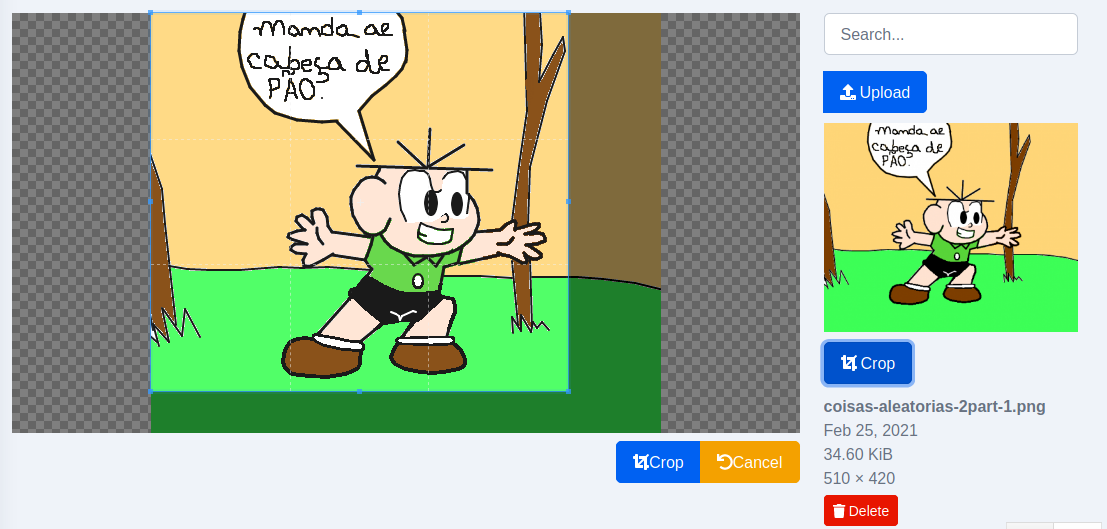 Manda ae
cabeça de
PÃO.
Crop
Cancel
Search...
Upload
Manda ae
cabeça de
PÃO.
Crop
coisas-aleatorias-2part-1.png
Feb 25, 2021
34.60 KiB
510 × 420
Delete